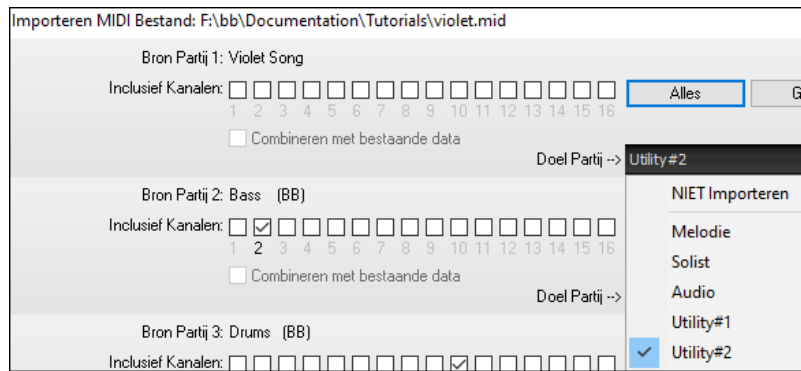 Importeren MIDI Bestand: F:\bb\Documentation\Tutorials\violet.mid
Bron Partij 1: Violet Song
Inclusief Kanalen:
Alles
G
1 2 3 4 5 6 7 8 9 10 11 12 13 14 15 16
Combineren met bestaande data
Doel Partij --> Utility#2
NIET Importeren
Bron Partij 2: Bass (BB)
Inclusief Kanalen:
Melodie
1 2 3 4 5 6 7 8 9 10 11 12 13 14 15 16
Solist
Combineren met bestaande data
Doel Partij -->
Audio
Utility#1
Bron Partij 3: Drums (BB)
Utility#2
Inclusief Kanalen: